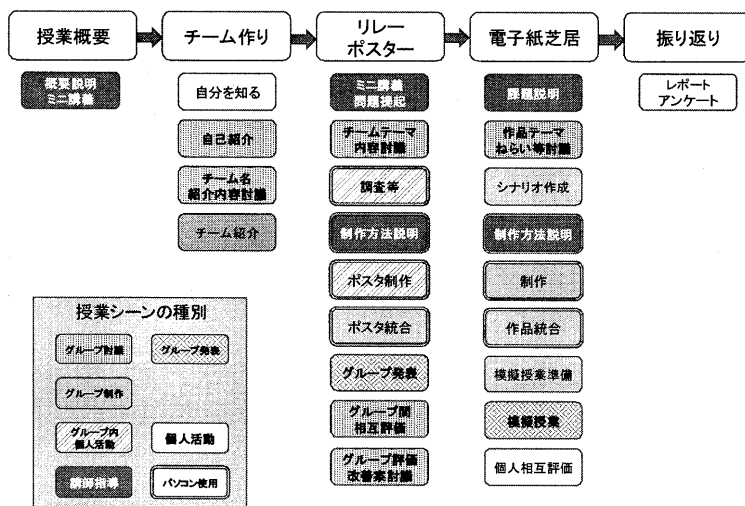 授業概要
チーム作り
リレー
ポスター
電子紙芝居
振り返り
概要説明
ミニ講義
自分を知る
自己紹介
チーム名
紹介内容討議
チーム紹介
ミニ講義
問題提起
チームテーマ
内容討議
調査等
制作方法説明
ポスタ制作
ポスタ統合
グループ発表
グループ間
相互評価
グループ評価
改善案討議
課題説明
作品テーマ
ねらい等討議
シナリオ作成
制作方法説明
制作
作品統合
模擬授業準備
模擬授業
個人相互評価
レポート
アンケート
授業シーンの種別
グループ討議
グループ発表
グループ制作
グループ内
個人活動
個人活動
講師指導
パソコン使用